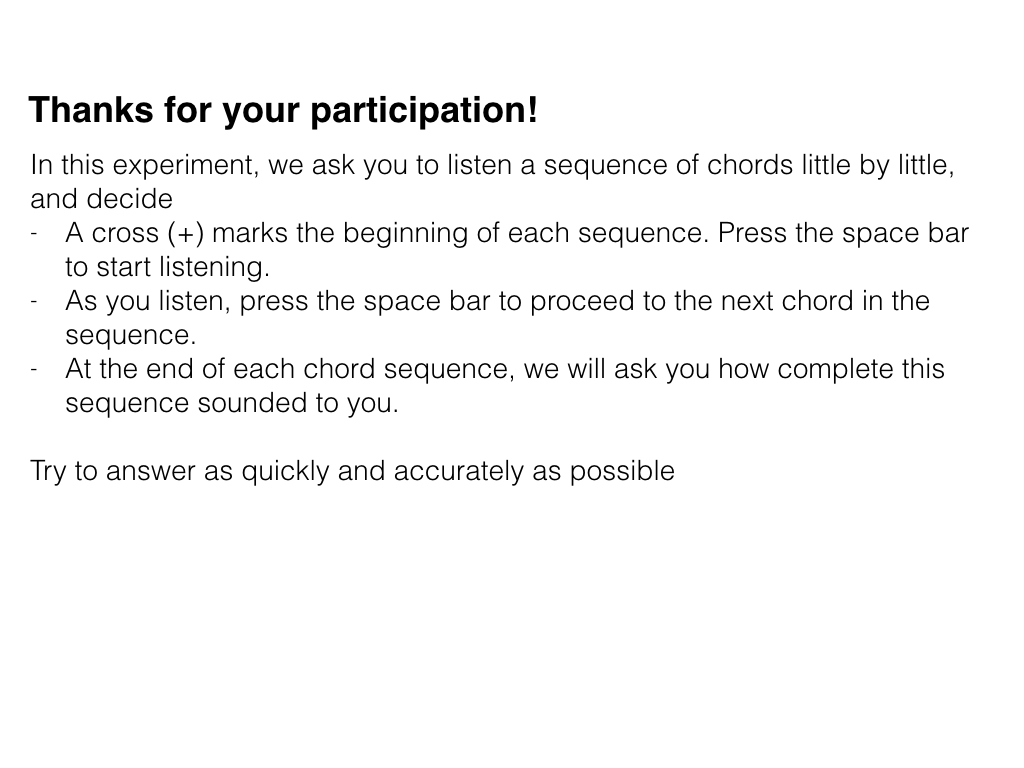 Thanks for your participation!
In this experiment, we ask you to listen a sequence of chords little by little,
and decide
- A cross (+) marks the beginning of each sequence. Press the space bar
to start listening.
- As you listen, press the space bar to proceed to the next chord in the
sequence.
- At the end of each chord sequence, we will ask you how complete this
sequence sounded to you.
Try to answer as quickly and accurately as possible